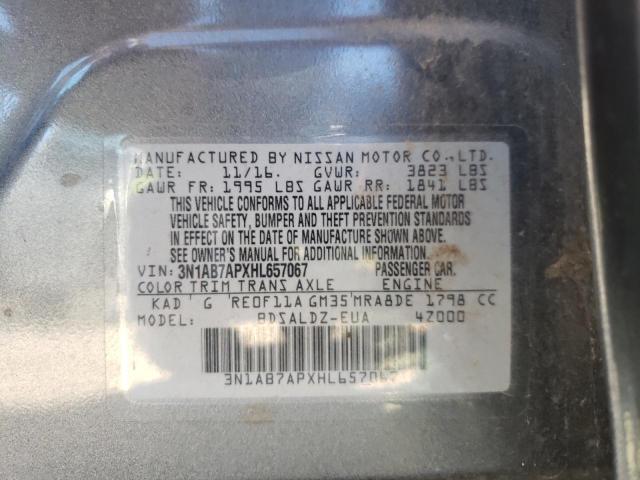 MANUFACTURED BY NISSAN MOTOR CO.,LTD.
DATE: 11/16. GVWR: 3823 LBS
GAWR FR: 1995 LBS GAWR RR: 1841 LBS
THIS VEHICLE CONFORMS TO ALL APPLICABLE FEDERAL MOTOR
VEHICLE SAFETY, BUMPER AND THEFT PREVENTION STANDARDS
IN EFFECT ON THE DATE OF MANUFACTURE SHOWN ABOVE.
SEE OWNER'S MANUAL FOR ADDITIONAL INFORMATION.
VIN: 3N1AB7APXHL657067 PASSENGER CAR.
COLOR TRIM TRANS AXLE ENGINE
KAD G RE0F11A GM35 MRA8DE 1798 CC
MODEL: BDSALDZ-EUA 4Z000
3N1AB7APXHL657067